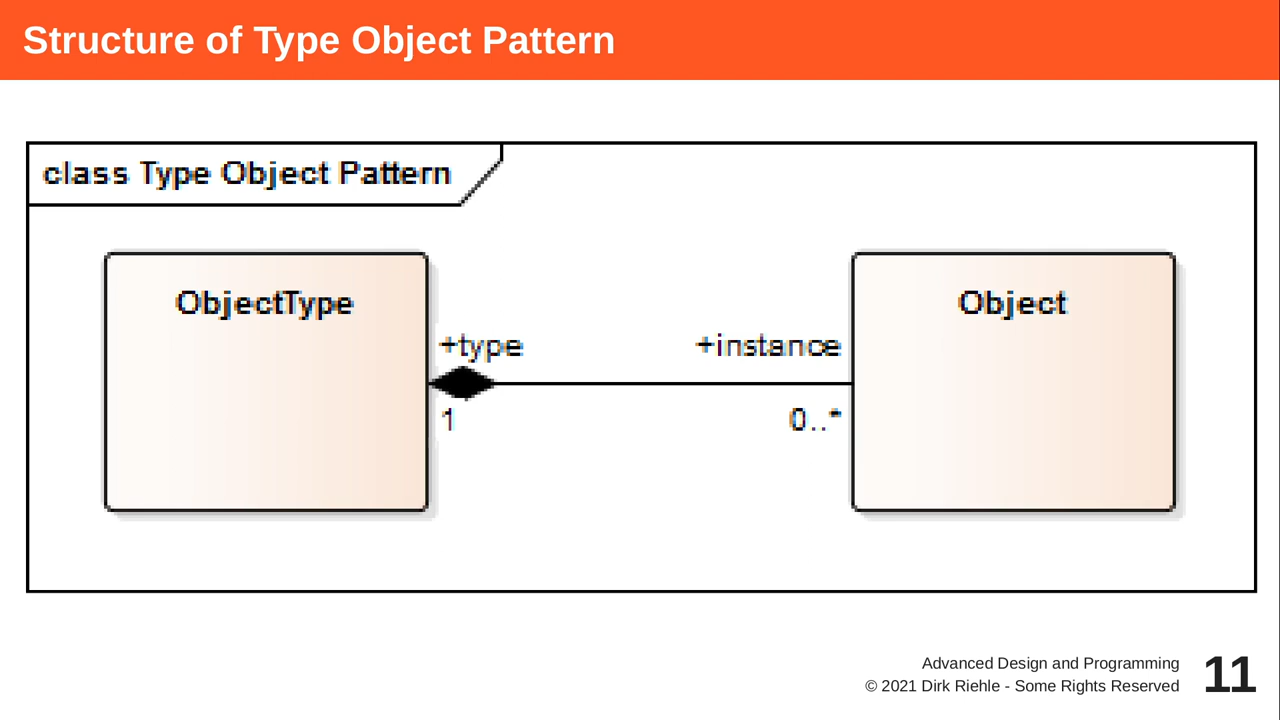 Structure of Type Object Pattern
class Type Object Pattern
ObjectType
Object
+type
+instance
1
0..*
Advanced Design and Programming
© 2021 Dirk Riehle - Some Rights Reserved
11